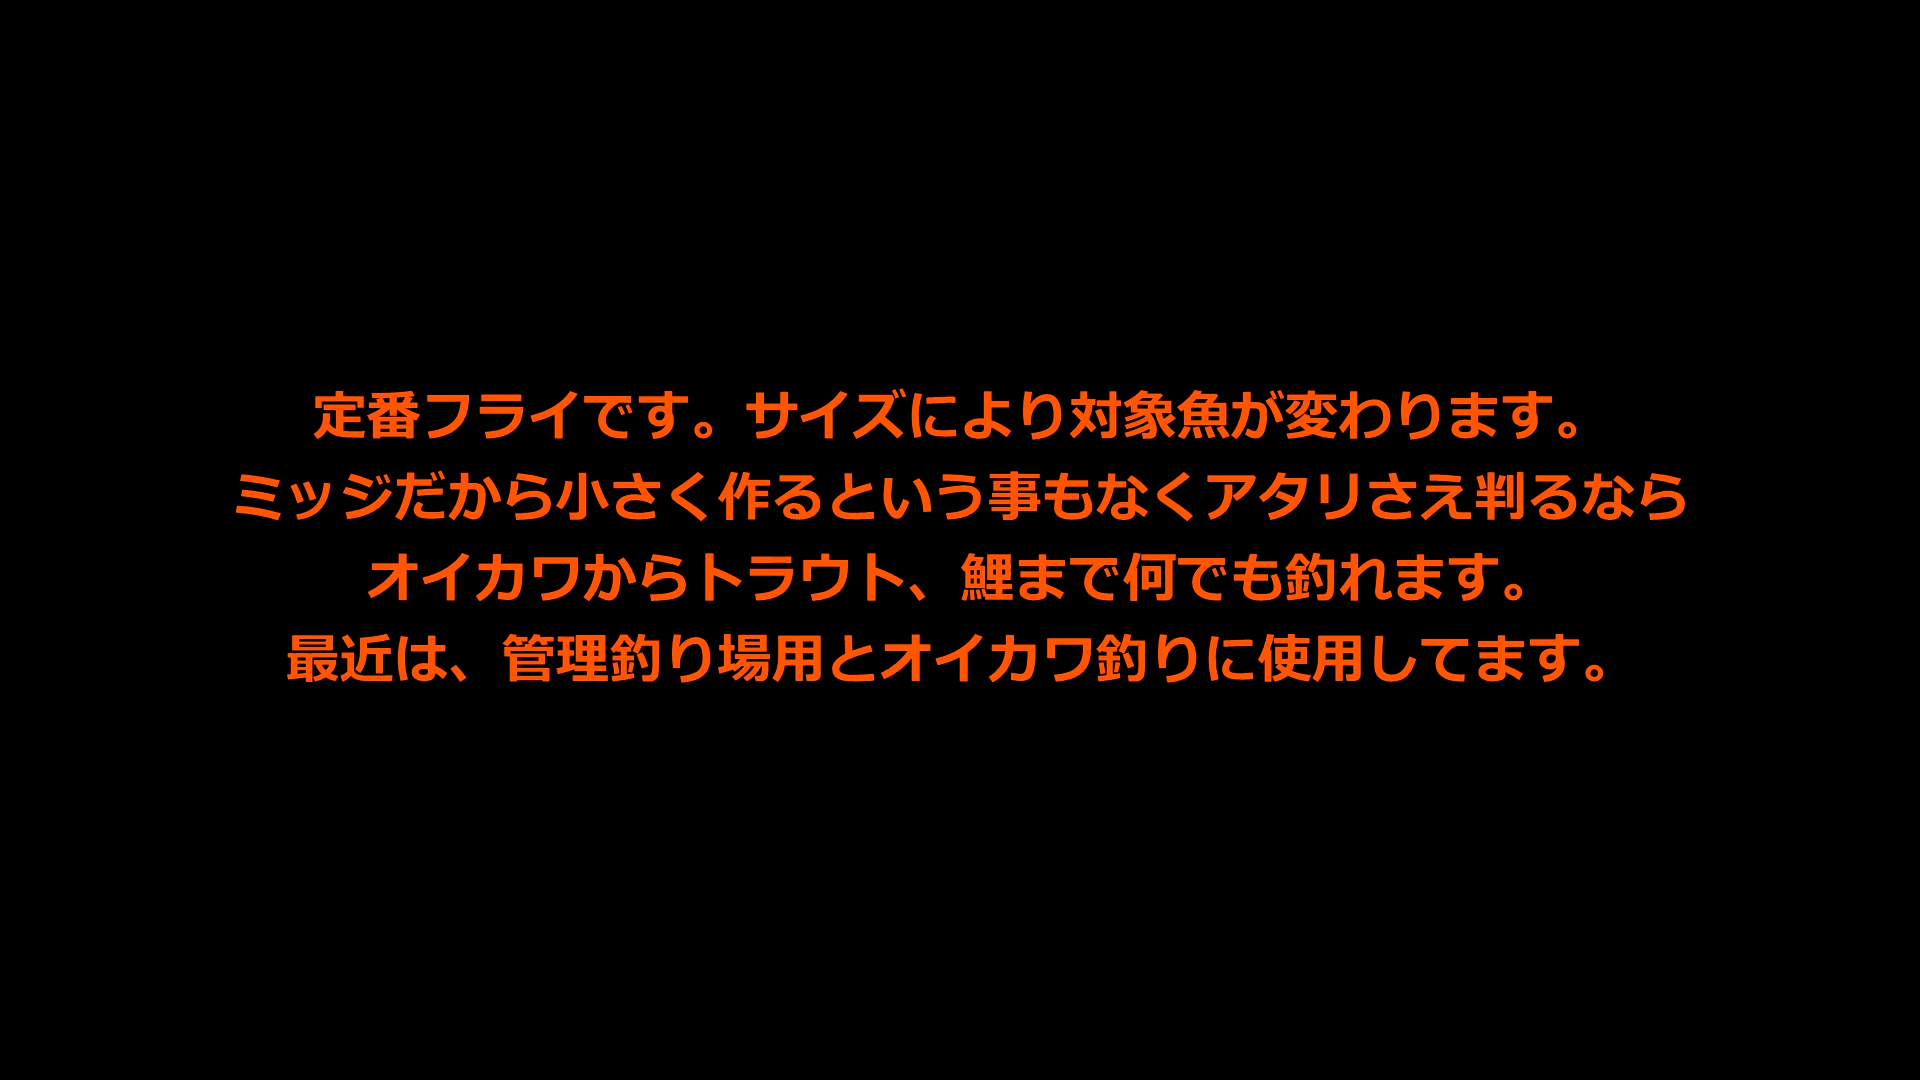 定番フライです。サイズにより対象魚が変わります。
ミッジだから小さく作るという事もなくアタリさえ判るなら
オイカワからトラウト、鯉まで何でも釣れます。
最近は、管理釣り場用とオイカワ釣りに使用してます。